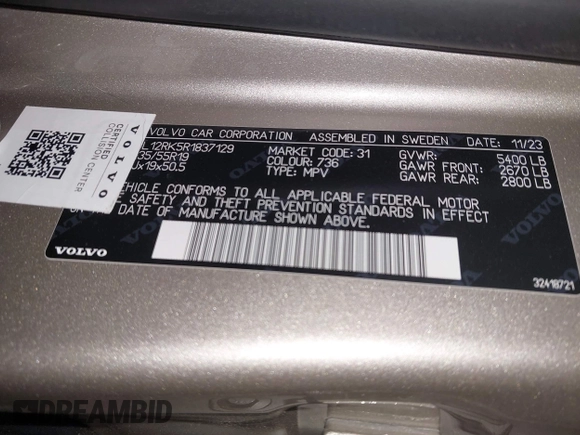 VOLVO CAR CORPORATION ASSEMBLED IN SWEDEN DATE: 11/23
L12RK5R1837129 MARKET CODE: 31 GVWR: 5400 LB
35/55R19 COLOUR: 736 GAWR FRONT: 2670 LB
x19x50.5 TYPE: MPV GAWR REAR: 2800 LB
VEHICLE CONFORMS TO ALL APPLICABLE FEDERAL MOTOR
SAFETY AND THEFT PREVENTION STANDARDS IN EFFECT
DATE OF MANUFACTURE SHOWN ABOVE.
VOLVO
32418721
VOLVO
CERTIFIED
COLLISION CENTER
DREAMBID